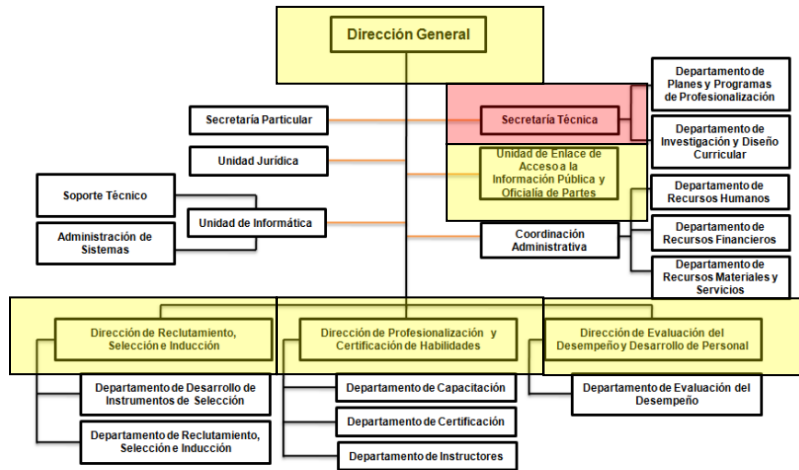 Dirección General
Secretaría Particular
Secretaría Técnica
Departamento de
Planes y Programas
de Profesionalización
Departamento de
Investigación y Diseño
Curricular
Unidad Jurídica
Unidad de Enlace de
Acceso a la
Información Pública y
Oficialía de Partes
Soporte Técnico
Unidad de Informática
Administración de
Sistemas
Coordinación
Administrativa
Departamento de
Recursos Humanos
Departamento de
Recursos Financieros
Departamento de
Recursos Materiales y
Servicios
Dirección de Reclutamiento,
Selección e Inducción
Departamento de Desarrollo de
Instrumentos de Selección
Departamento de Reclutamiento,
Selección e Inducción
Dirección de Profesionalización y
Certificación de Habilidades
Departamento de Capacitación
Departamento de Certificación
Departamento de Instructores
Dirección de Evaluación del
Desempeño y Desarrollo de Personal
Departamento de Evaluación del
Desempeño